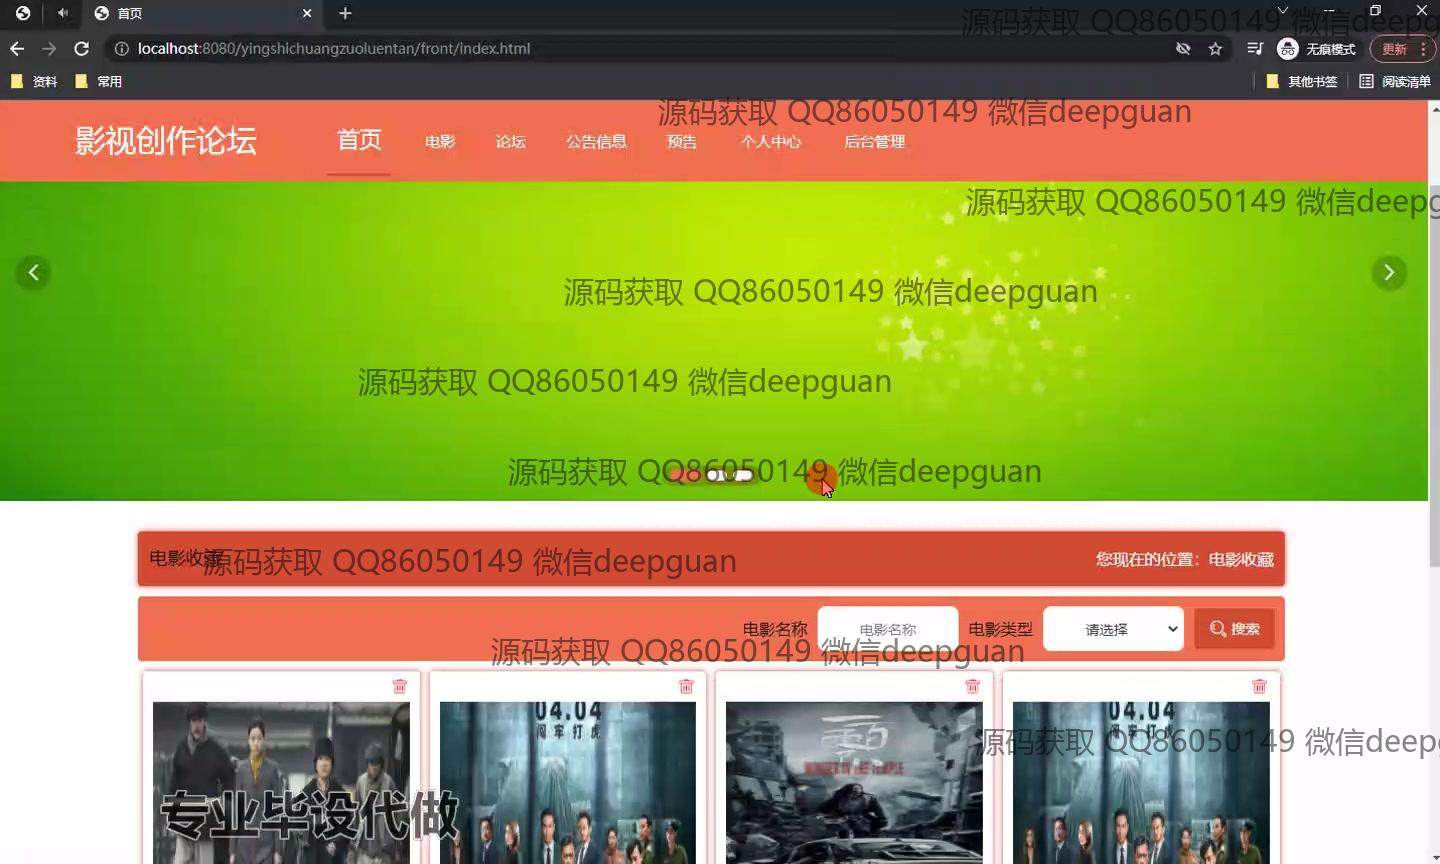 首页
localhost:8080/yingshichuangzuoluentan/front/index.html
无痕模式
更新
资料
常用
其他书签
阅读清单
源码获取 QQ86050149 微信deepguang
源码获取 QQ86050149 微信deepguan
影视创作论坛
首页
电影
论坛
公告信息
预告
个人中心
后台管理
源码获取 QQ86050149 微信deepg
源码获取 QQ86050149 微信deepguan
源码获取 QQ86050149 微信deepguan
源码获取 QQ86050149 微信deepguan
电影收藏
源码获取 QQ86050149 微信deepguan
您现在的位置：电影收藏
电影名称
电影名称
电影类型
请选择
搜索
源码获取 QQ86050149 微信deepguan
04.04
闯牢打虎
04.04
源码获取 QQ86050149 微信deep
专业毕设代做